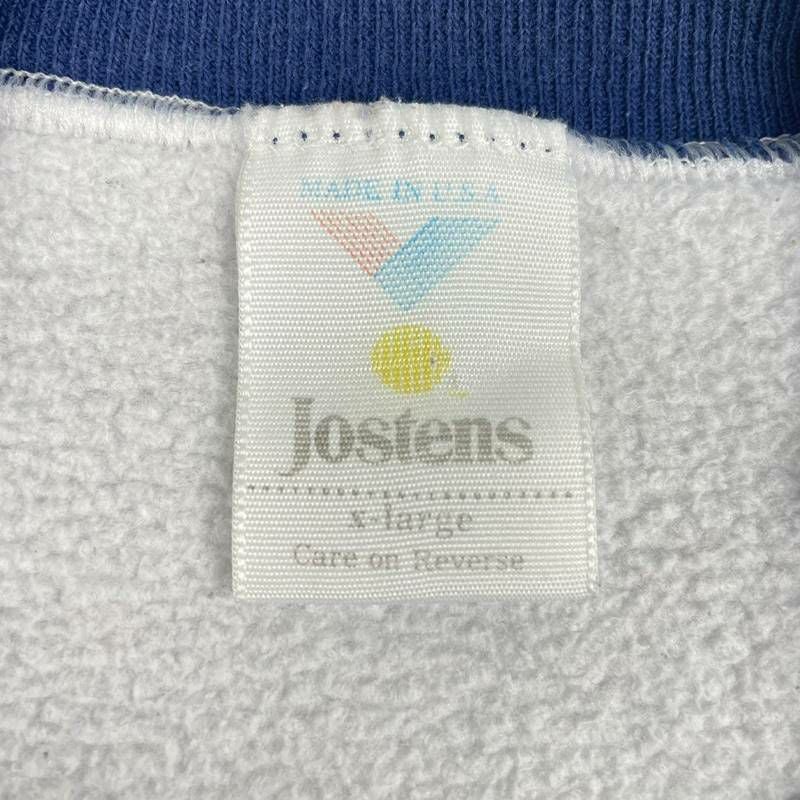 MADE IN U.S.A
Jostens
x-large
Care on Reverse